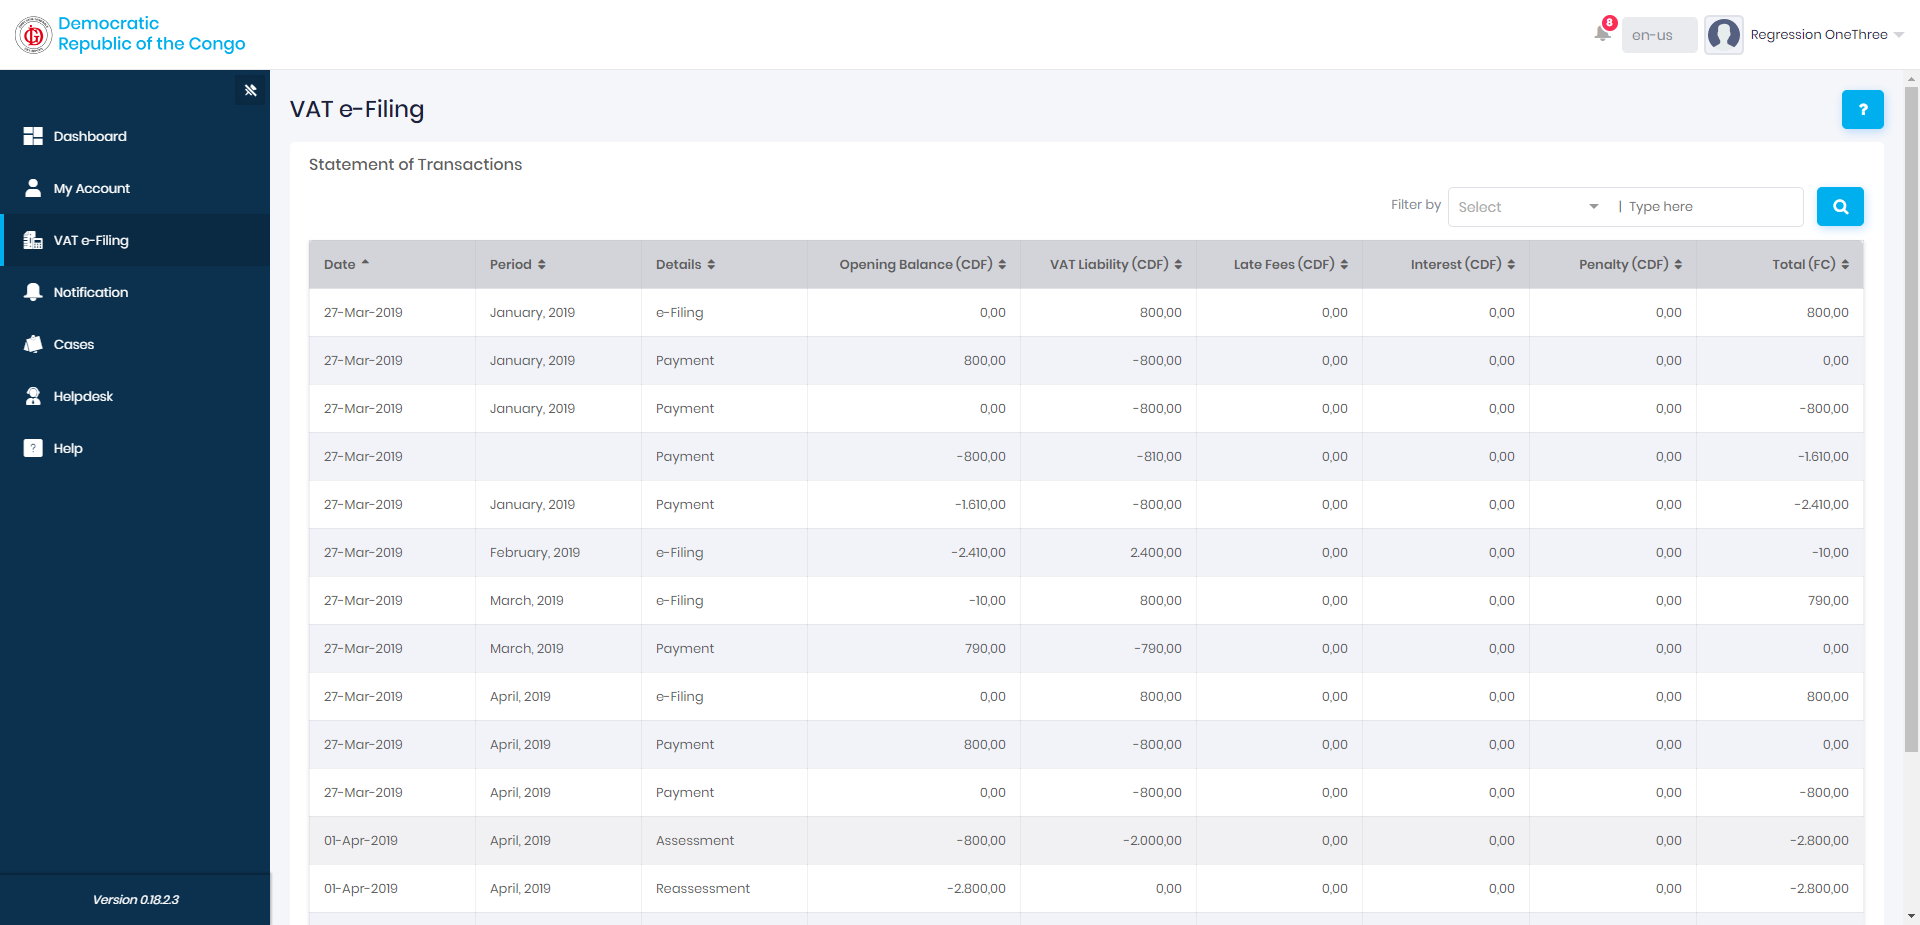 Democratic
Republic of the Congo
8
en-us
Regression OneThree
Dashboard
My Account
VAT e-Filing
Notification
Cases
Helpdesk
? Help
Version 0.18.2.3
VAT e-Filing
?
Statement of Transactions
Filter by Select | Type here
Date Period Details Opening Balance (CDF) VAT Liability (CDF) Late Fees (CDF) Interest (CDF) Penalty (CDF) Total (FC)
27-Mar-2019 January, 2019 e-Filing 0,00 800,00 0,00 0,00 0,00 800,00
27-Mar-2019 January, 2019 Payment 800,00 -800,00 0,00 0,00 0,00 0,00
27-Mar-2019 January, 2019 Payment 0,00 -800,00 0,00 0,00 0,00 -800,00
27-Mar-2019 Payment -800,00 -810,00 0,00 0,00 0,00 -1.610,00
27-Mar-2019 January, 2019 Payment -1.610,00 -800,00 0,00 0,00 0,00 -2.410,00
27-Mar-2019 February, 2019 e-Filing -2.410,00 2.400,00 0,00 0,00 0,00 -10,00
27-Mar-2019 March, 2019 e-Filing -10,00 800,00 0,00 0,00 0,00 790,00
27-Mar-2019 March, 2019 Payment 790,00 -790,00 0,00 0,00 0,00 0,00
27-Mar-2019 April, 2019 e-Filing 0,00 800,00 0,00 0,00 0,00 800,00
27-Mar-2019 April, 2019 Payment 800,00 -800,00 0,00 0,00 0,00 0,00
27-Mar-2019 April, 2019 Payment 0,00 -800,00 0,00 0,00 0,00 -800,00
01-Apr-2019 April, 2019 Assessment -800,00 -2.000,00 0,00 0,00 0,00 -2.800,00
01-Apr-2019 April, 2019 Reassessment -2.800,00 0,00 0,00 0,00 0,00 -2.800,00